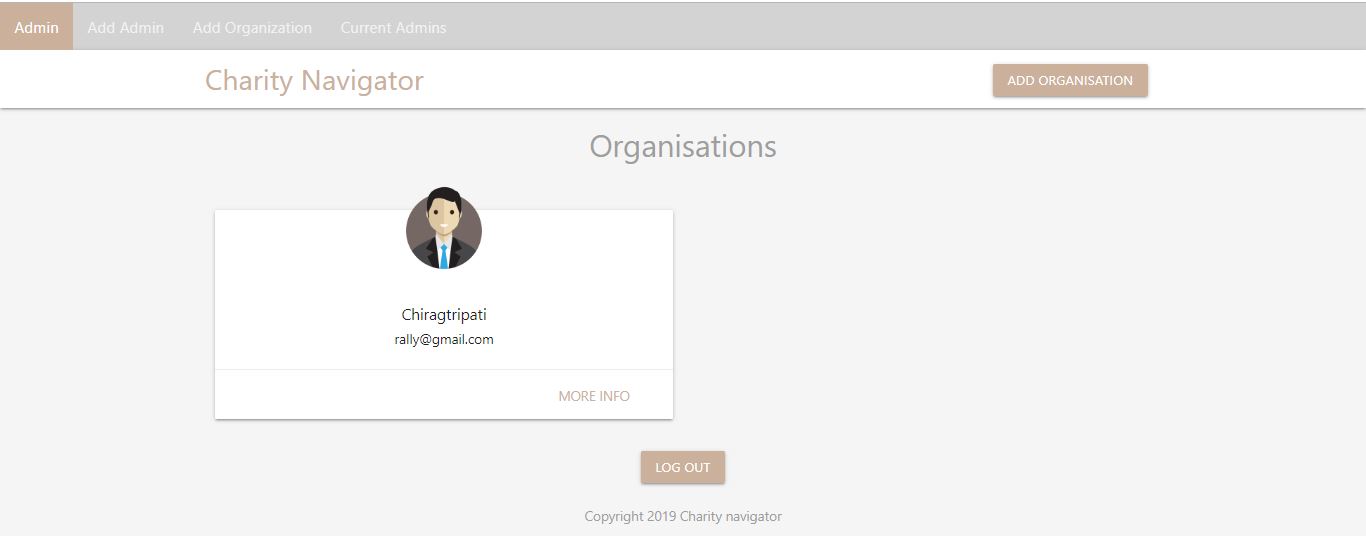 Admin Add Admin Add Organization Current Admins
Charity Navigator ADD ORGANISATION
Organisations
Chiragtripati
rally@gmail.com
MORE INFO
LOG OUT
Copyright 2019 Charity navigator